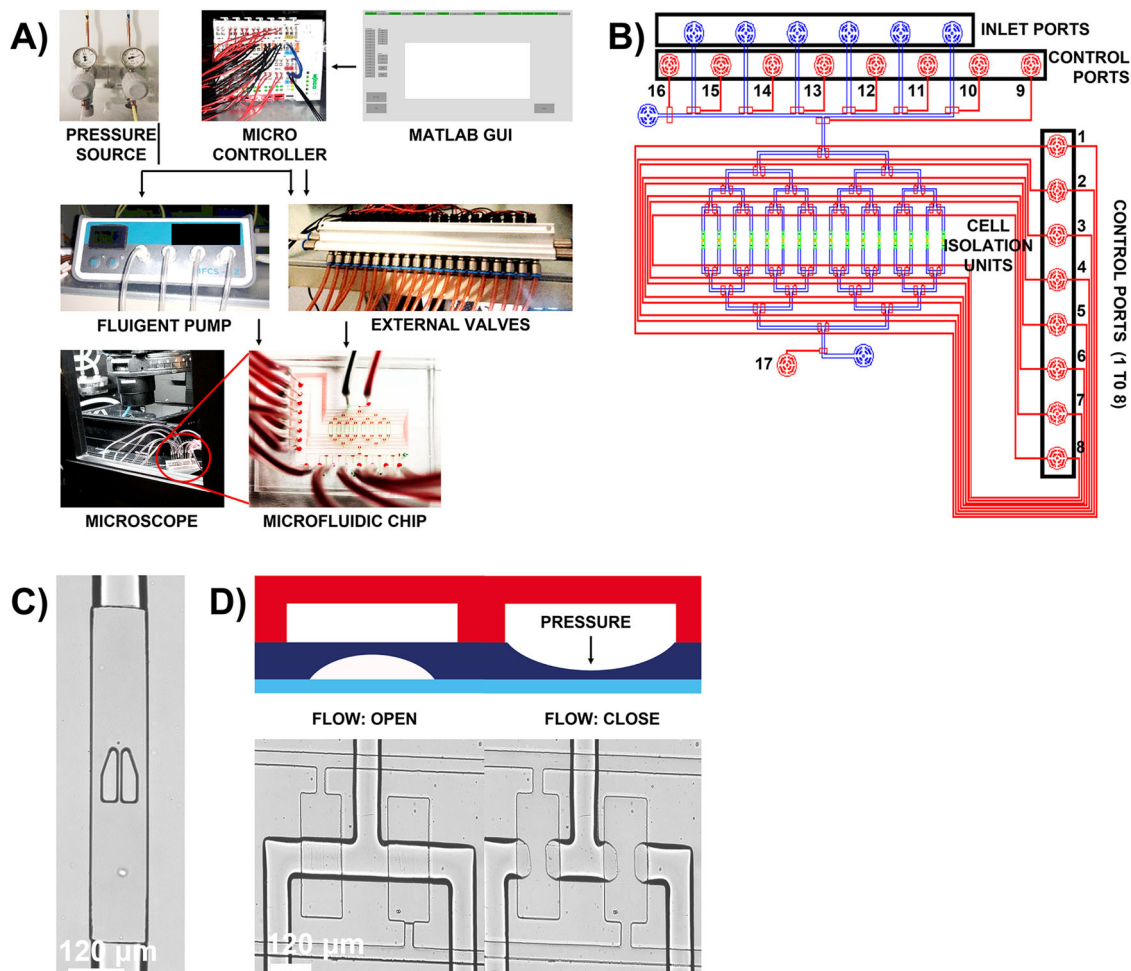 A)
PRESSURE
SOURCE
MICRO
CONTROLLER
MATLAB GUI
FLUIGENT PUMP
EXTERNAL VALVES
MICROSCOPE
MICROFLUIDIC CHIP
B)
INLET PORTS
CONTROL
PORTS
16
15
14
13
12
11
10
9
1
2
3
4
5
6
7
8
CELL
ISOLATION
UNITS
CONTROL PORTS (1 TO 8)
17
C)
120 µm
D)
PRESSURE
FLOW: OPEN
FLOW: CLOSE
120 µm